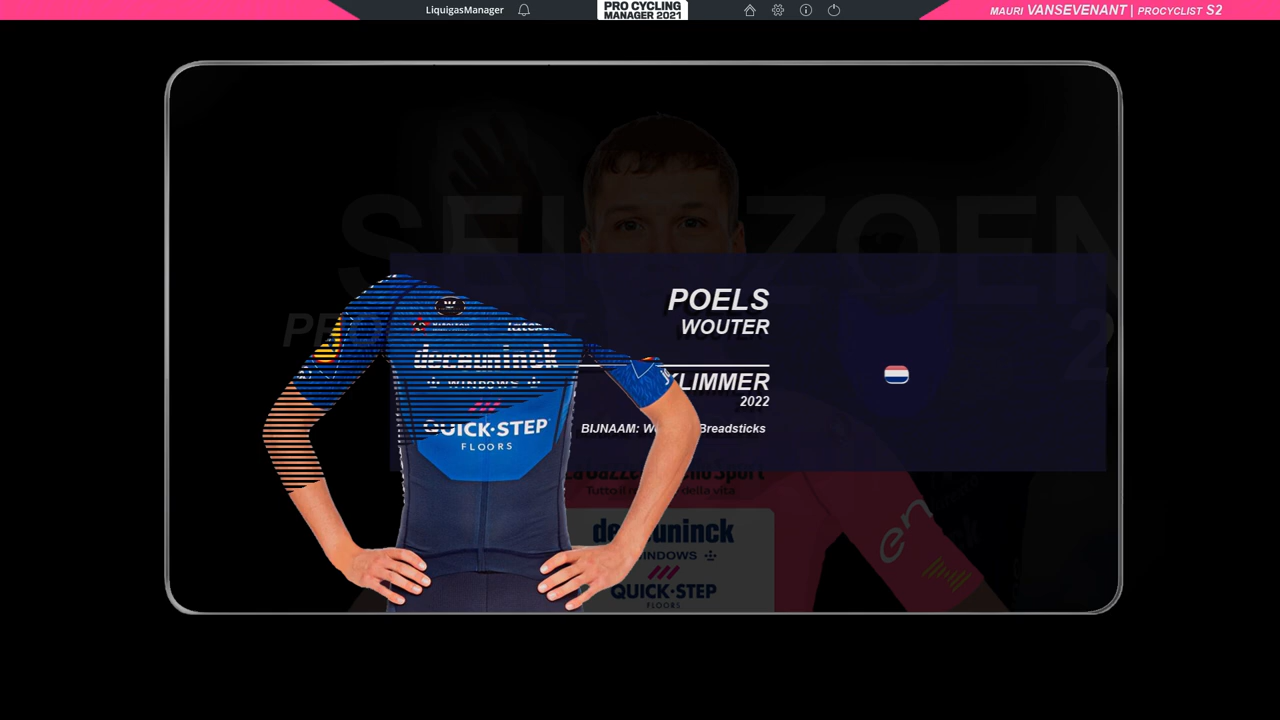 LiquigasManager
PRO CYCLING
MANAGER 2021
MAURI VANSEVENANT | PROCYCLIST S2
SEIZOEN
POELS
WOUTER
deceuninck
WINDOWS
KLIMMER
2022
QUICK·STEP
FLOORS
BIJNAAM: Breadsticks
Tutto il della vita
deceuninck
WINDOWS
QUICK·STEP
FLOORS